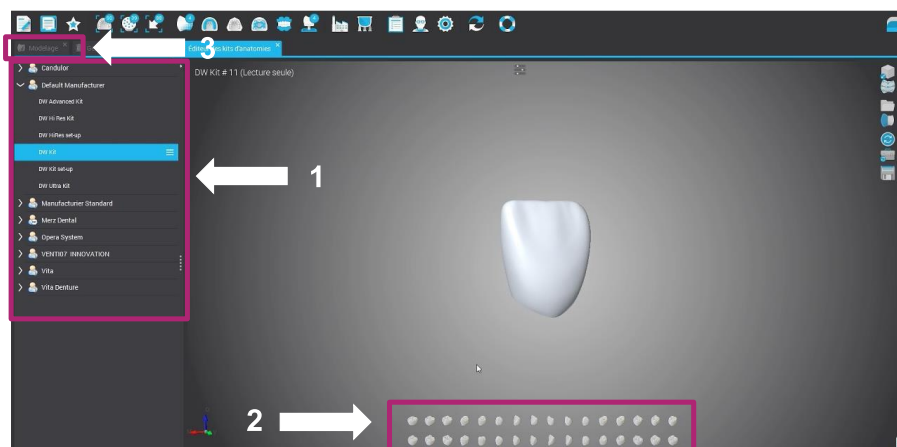 Modelage
Éditer les kits d'anatomies
3
Candulor
Default Manufacturer
DW Advanced Kit
DW Hi Res Kit
DW HiRes set-up
DW Kit
DW Kit set-up
DW Ultra Kit
Manufacturier Standard
Merz Dental
Opera System
VENTI07 INNOVATION
Vita
Vita Denture
DW Kit # 11 (Lecture seule)
1
2